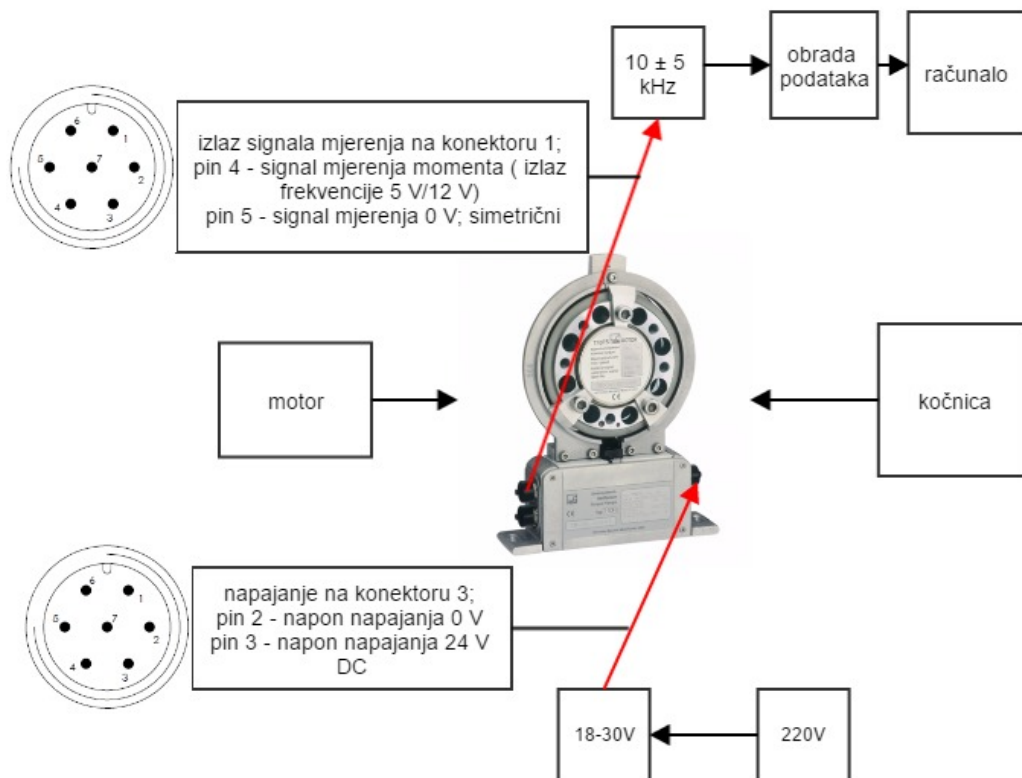 10 ± 5
kHz
obrada
podataka
računalo
6
1
5
7
2
4
3
izlaz signala mjerenja na konektoru 1;
pin 4 - signal mjerenja momenta ( izlaz
frekvencije 5 V/12 V)
pin 5 - signal mjerenja 0 V; simetrični
motor
kočnica
6
1
5
7
2
4
3
napajanje na konektoru 3;
pin 2 - napon napajanja 0 V
pin 3 - napon napajanja 24 V
DC
18-30V
220V